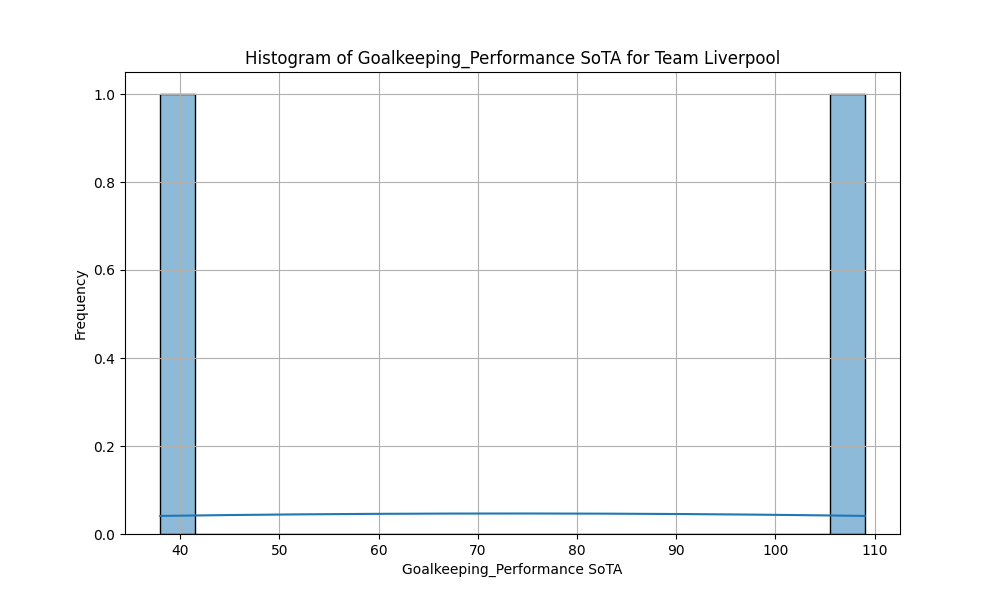 Histogram of Goalkeeping_Performance SoTA for Team Liverpool
1.0
0.8
0.6
0.4
0.2
0.0
Frequency
40 50 60 70 80 90 100 110
Goalkeeping_Performance SoTA